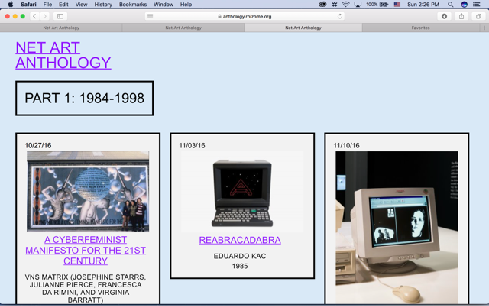 Safari File Edit View History Bookmarks Window Help
100% Sun 2:26 PM
anthology.rhizome.org
Net Art Anthology
Net Art Anthology
Net Art Anthology
Favorites
NET ART
ANTHOLOGY
PART 1: 1984-1998
10/27/16
A CYBERFEMINIST
MANIFESTO FOR THE 21ST
CENTURY
VNS MATRIX (JOSEPHINE STARRS,
JULIANNE PIERCE, FRANCESCA
DA RIMINI, AND VIRGINIA
BARRATT)
11/03/16
REABRACADABRA
EDUARDO KAC
1985
11/10/16